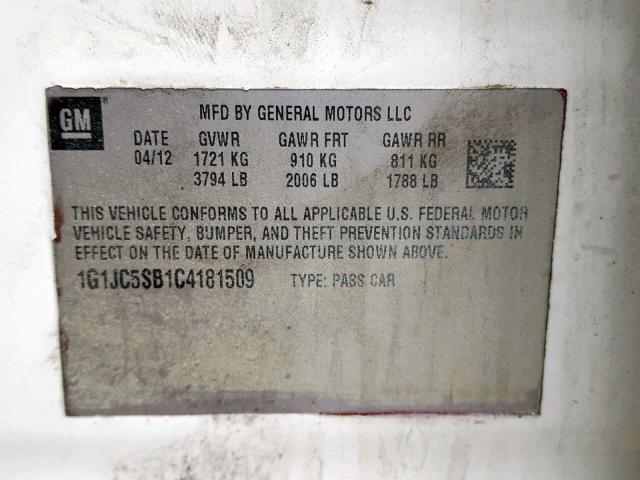 GM ®
MFD BY GENERAL MOTORS LLC
DATE GVWR GAWR FRT GAWR RR
04/12 1721 KG 910 KG 811 KG
3794 LB 2006 LB 1788 LB
THIS VEHICLE CONFORMS TO ALL APPLICABLE U.S. FEDERAL MOTOR
VEHICLE SAFETY, BUMPER, AND THEFT PREVENTION STANDARDS IN
EFFECT ON THE DATE OF MANUFACTURE SHOWN ABOVE.
1G1JC5SB1C4181509 TYPE: PASS CAR